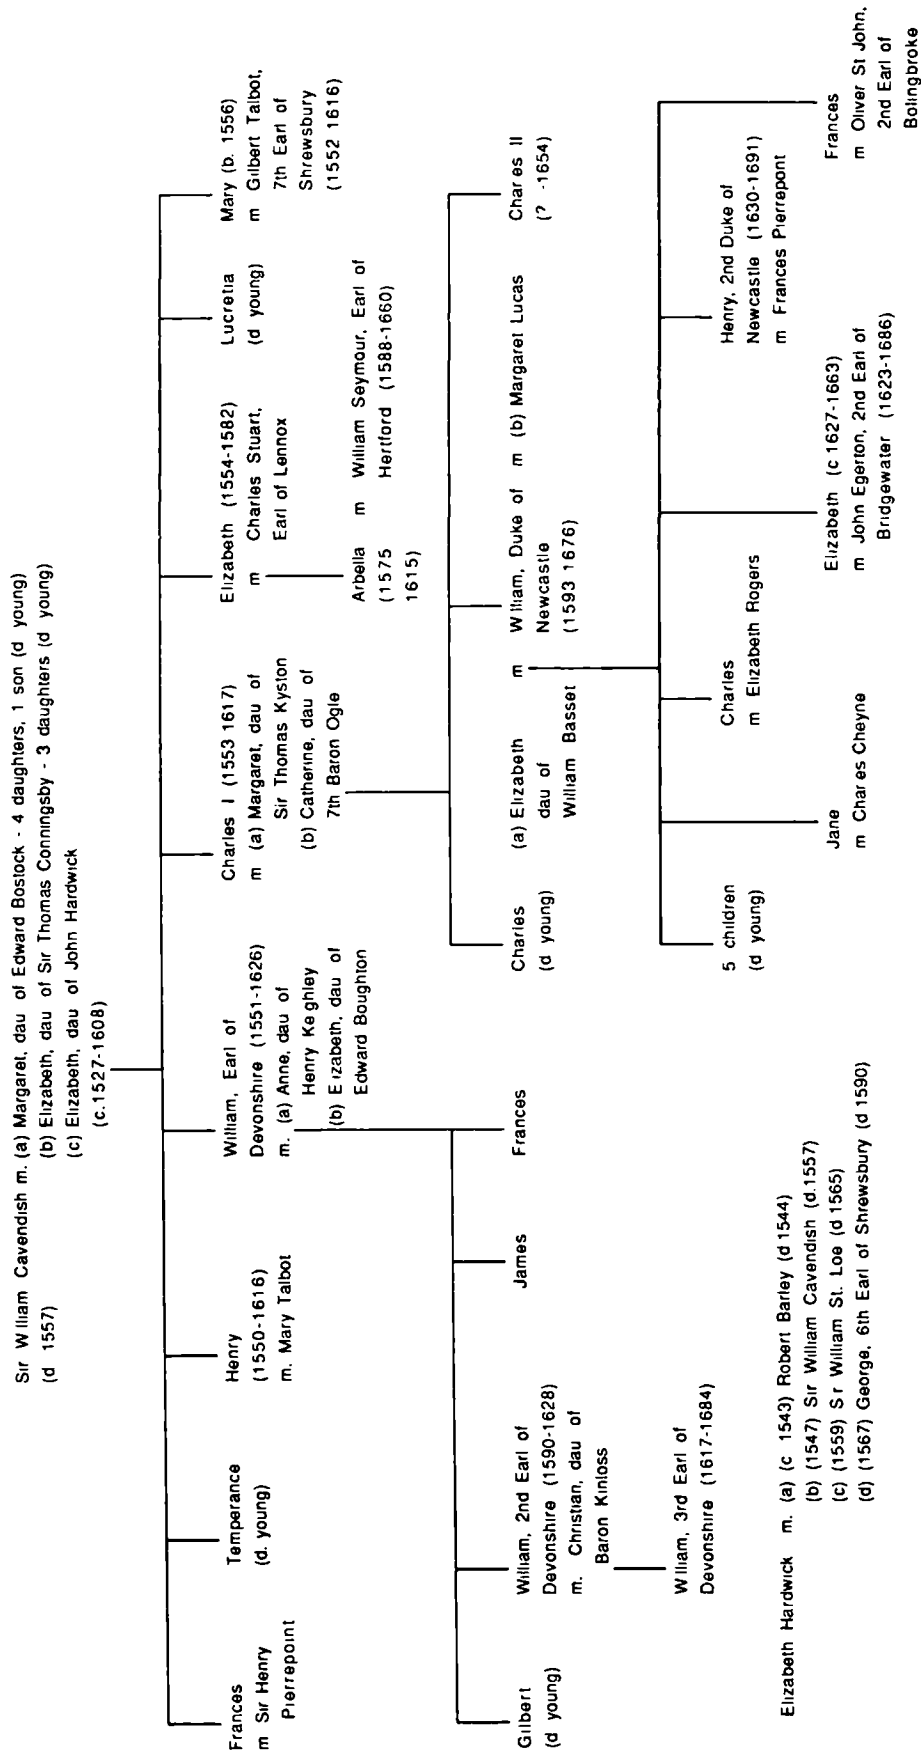 Sir William Cavendish m. (a) Margaret, dau of Edward Bostock - 4 daughters, 1 son (d young)
(d 1557)
(b) Elizabeth, dau of Sir Thomas Conningsby - 3 daughters (d young)
(c) Elizabeth, dau of John Hardwick
(c.1527-1608)
Frances
m Sir Henry
Pierrepoint
Temperance
(d. young)
Henry
(1550-1616)
m. Mary Talbot
William, Earl of
Devonshire (1551-1626)
m. (a) Anne, dau of
Henry Keighley
(b) Elizabeth, dau of
Edward Boughton
Charles I (1553 1617)
m (a) Margaret, dau of
Sir Thomas Kyston
(b) Catherine, dau of
7th Baron Ogle
Elizabeth (1554-1582)
m Charles Stuart,
Earl of Lennox
Lucretia
(d young)
Mary (b. 1556)
m Gilbert Talbot,
7th Earl of
Shrewsbury
(1552 1616)
Arbella m William Seymour, Earl of
(1575 Hertford (1588-1660)
1615)
Gilbert
(d young)
William, 2nd Earl of
Devonshire (1590-1628)
m. Christian, dau of
Baron Kinloss
James
Frances
Charles
(d young)
(a) Elizabeth m William, Duke of m (b) Margaret Lucas
dau of Newcastle
William Basset (1593 1676)
Charles II
(? -1654)
William, 3rd Earl of
Devonshire (1617-1684)
5 children
(d young)
Jane
m Charles Cheyne
Charles
m Elizabeth Rogers
Elizabeth (c 1627-1663)
m John Egerton, 2nd Earl of
Bridgewater (1623-1686)
Henry, 2nd Duke of
Newcastle (1630-1691)
m Frances Pierrepont
Frances
m Oliver St John,
2nd Earl of
Bolingbroke
Elizabeth Hardwick m. (a) (c 1543) Robert Barley (d 1544)
(b) (1547) Sir William Cavendish (d.1557)
(c) (1559) Sir William St. Loe (d 1565)
(d) (1567) George, 6th Earl of Shrewsbury (d 1590)